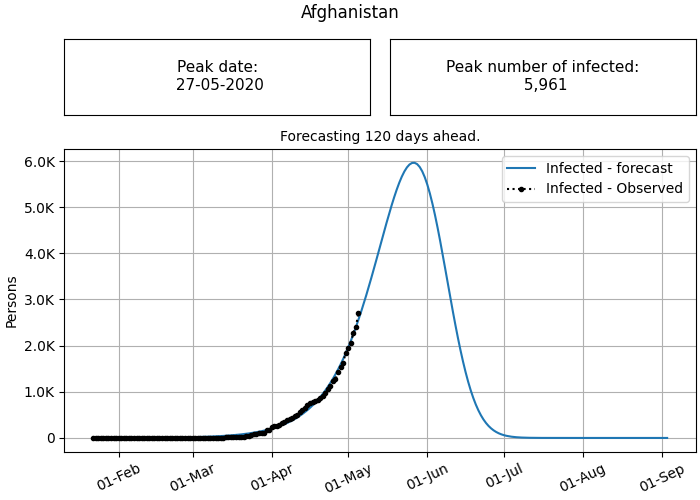 Afghanistan
Peak date:
27-05-2020
Peak number of infected:
5,961
Forecasting 120 days ahead.
6.0K
5.0K
4.0K
3.0K
2.0K
1.0K
0
Persons
Infected - forecast
Infected - Observed
01-Feb
01-Mar
01-Apr
01-May
01-Jun
01-Jul
01-Aug
01-Sep